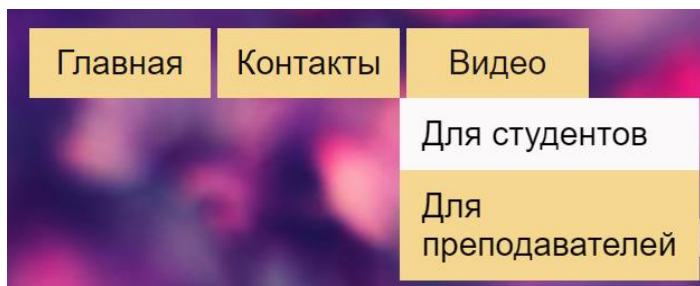 Главная Контакты Видео
Для студентов
Для
преподавателей